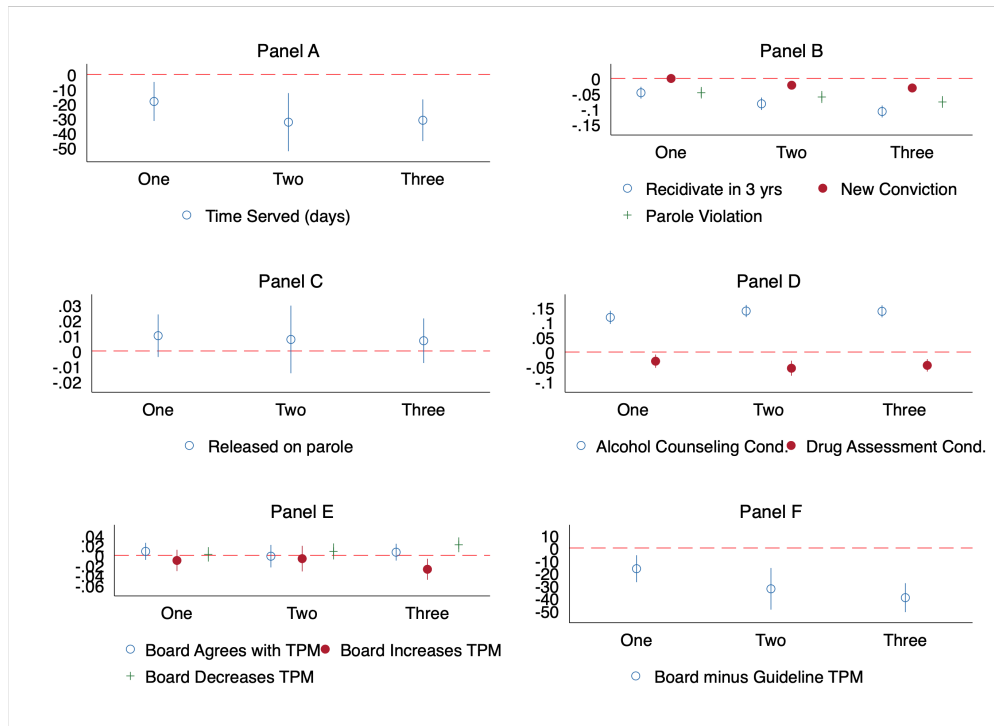 Panel A
0
-10
-20
-30
-40
-50
One Two Three
Time Served (days)
Panel B
0
-.05
-.1
-.15
One Two Three
Recidivate in 3 yrs New Conviction
Parole Violation
Panel C
.03
.02
.01
0
-.01
-.02
One Two Three
Released on parole
Panel D
.15
.1
.05
0
-.05
-.1
One Two Three
Alcohol Counseling Cond. Drug Assessment Cond.
Panel E
.04
.02
0
-.02
-.04
-.06
One Two Three
Board Agrees with TPM Board Increases TPM
Board Decreases TPM
Panel F
10
0
-10
-20
-30
-40
-50
One Two Three
Board minus Guideline TPM